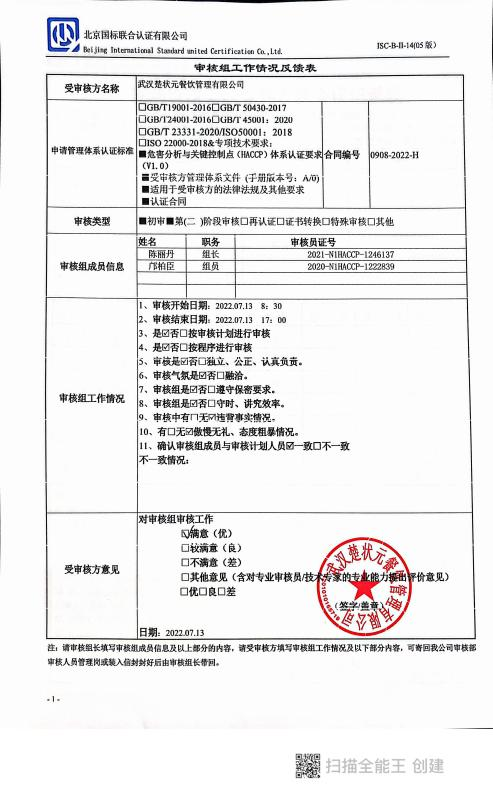 北京国标联合认证有限公司
Beijing International Standard united Certification Co.,Ltd.
ISC-B-II-14(05 版)
审核组工作情况反馈表
受审核方名称
武汉楚状元餐饮管理有限公司
申请管理体系认证标准
□GB/T19001-2016□GB/T 50430-2017
□GB/T24001-2016□GB/T 45001：2020
□GB/T 23331-2020/ISO50001：2018
□ISO 22000-2018&专项技术要求：
■危害分析与关键控制点（HACCP）体系认证要求
（V1.0）
■受审核方管理体系文件（手册版本号：A/0）
■适用于受审核方的法律法规及其他要求
■认证合同
合同编号
0908-2022-H
审核类型
■初审■第(二 )阶段审核□再认证□证书转换□特殊审核□其他
审核组成员信息
姓名 职务 审核员证号
陈丽丹 组长 2021-N1HACCP-1246137
邝柏臣 组员 2020-N1HACCP-1222839
审核组工作情况
1、审核开始日期：2022.07.13 8：30
2、审核结束日期：2022.07.13 17：00
3、是☑否□按审核计划进行审核
4、是☑否□按程序进行审核
5、审核是☑否□独立、公正、认真负责。
6、审核气氛是☑否□融洽。
7、审核组是☑否□遵守保密要求。
8、审核组是☑否□守时、讲究效率。
9、审核中有□无☑违背事实情况。
10、有□无☑傲慢无礼、态度粗暴情况。
11、确认审核组成员与审核计划人员☑一致□不一致
不一致情况：
受审核方意见
对审核组审核工作
☑满意（优）
□较满意（良）
□不满意（差）
□其他意见（含对专业审核员/技术专家的专业能力提出评价意见）
□优□良□差
（签字/盖章）
武汉楚状元餐饮管理有限公司
日期：2022.07.13
注：请审核组长填写审核组成员信息及以上部分的内容，请受审核方填写审核组工作情况及以下部分内容，可寄回我公司审核部
审核人员管理岗或装入信封封好后由审核组长带回。
-1-
扫描全能王 创建